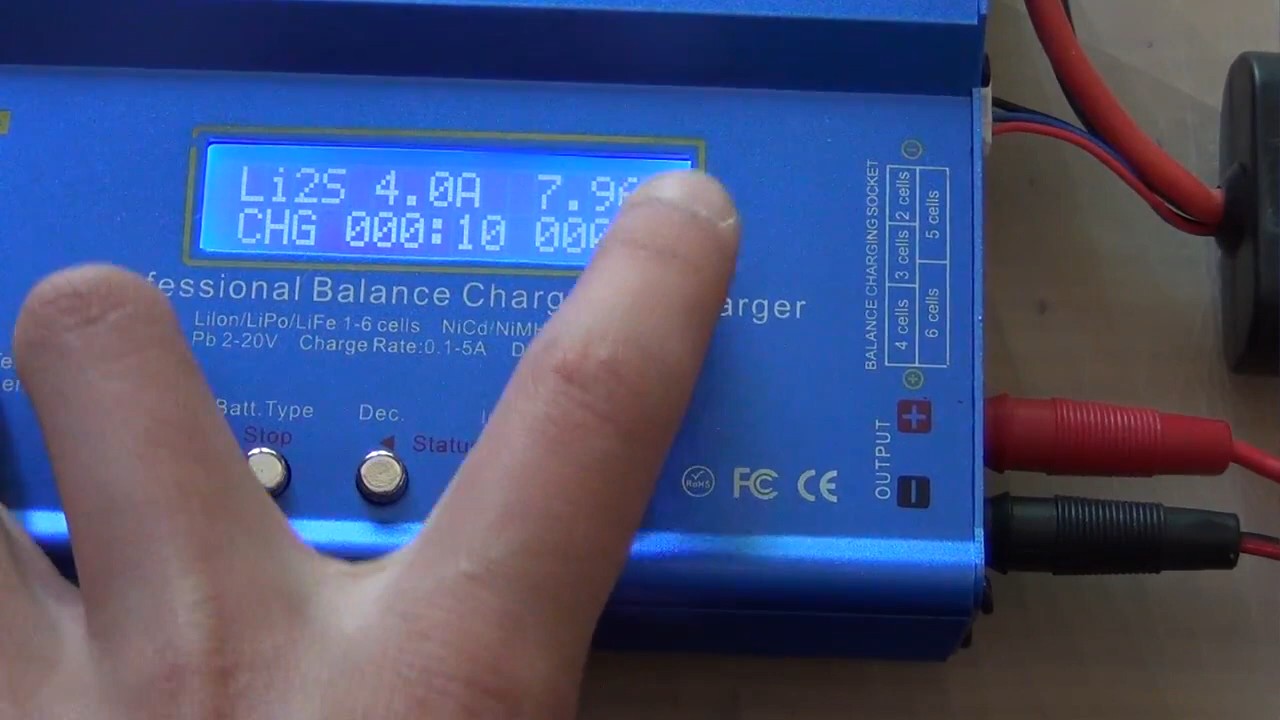 Li2S 4.0A 7.9
CHG 000:10 000
fessional Balance Charg arger
LiIon/LiPo/LiFe 1-6 cells NiCd/NiMH
Pb 2-20V Charge Rate:0.1-5A D
Batt.Type Dec.
Stop ◄ Status
RoHS FC CE
BALANCE CHARGING SOCKET
2 cells
3 cells
4 cells
5 cells
6 cells
OUTPUT
+
−